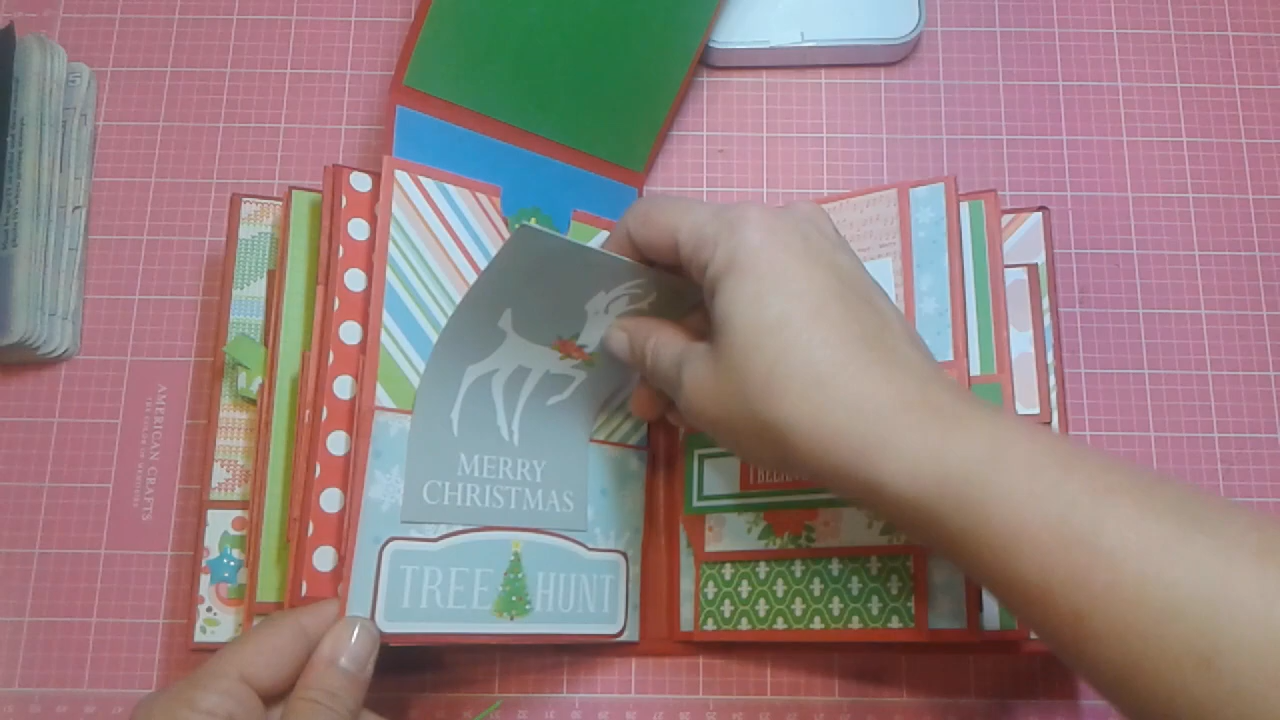 MERRY
CHRISTMAS
TREE HUNT
I BELIEVE
AMERICAN CRAFTS